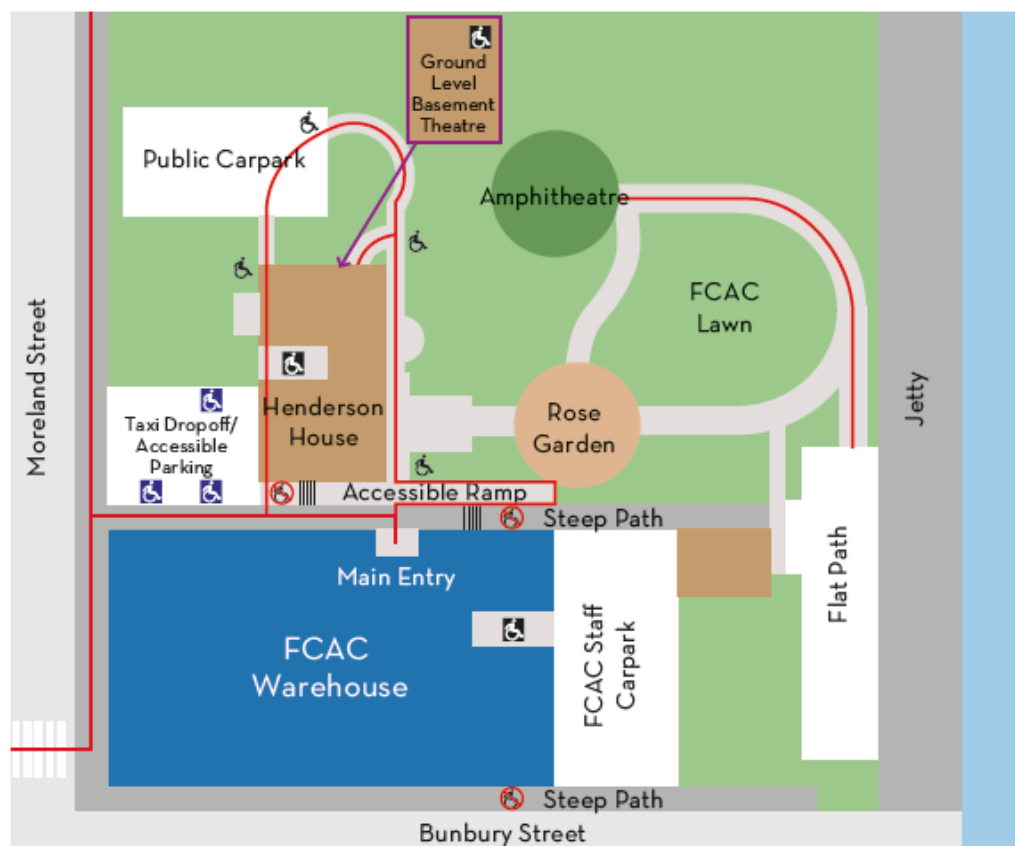 Ground
Level
Basement
Theatre
Public Carpark
Amphitheatre
FCAC
Lawn
Moreland Street
Jetty
Taxi Dropoff/
Accessible
Parking
Henderson
House
Rose
Garden
Accessible Ramp
Steep Path
Main Entry
Flat Path
FCAC
Warehouse
FCAC Staff
Carpark
Steep Path
Bunbury Street